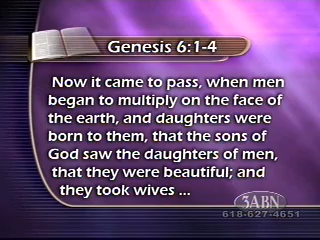 Genesis 6:1-4
Now it came to pass, when men
began to multiply on the face of
the earth, and daughters were
born to them, that the sons of
God saw the daughters of men,
that they were beautiful; and
they took wives ...
3ABN
618-627-4651